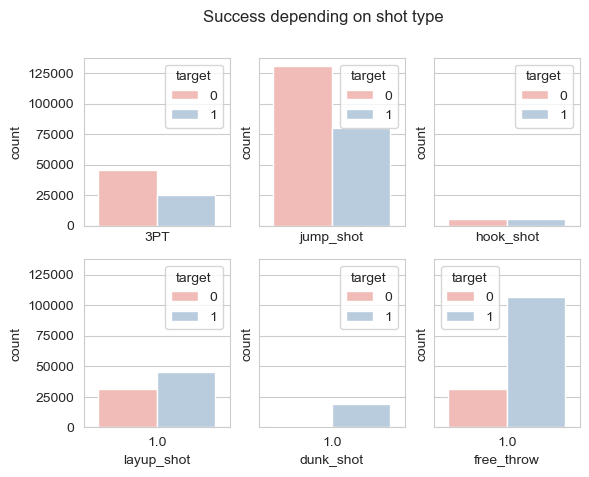 Success depending on shot type
count
125000
100000
75000
50000
25000
0
target
0
1
3PT
count
target
0
1
jump_shot
count
target
0
1
hook_shot
count
125000
100000
75000
50000
25000
0
target
0
1
1.0
layup_shot
count
target
0
1
1.0
dunk_shot
count
target
0
1
1.0
free_throw